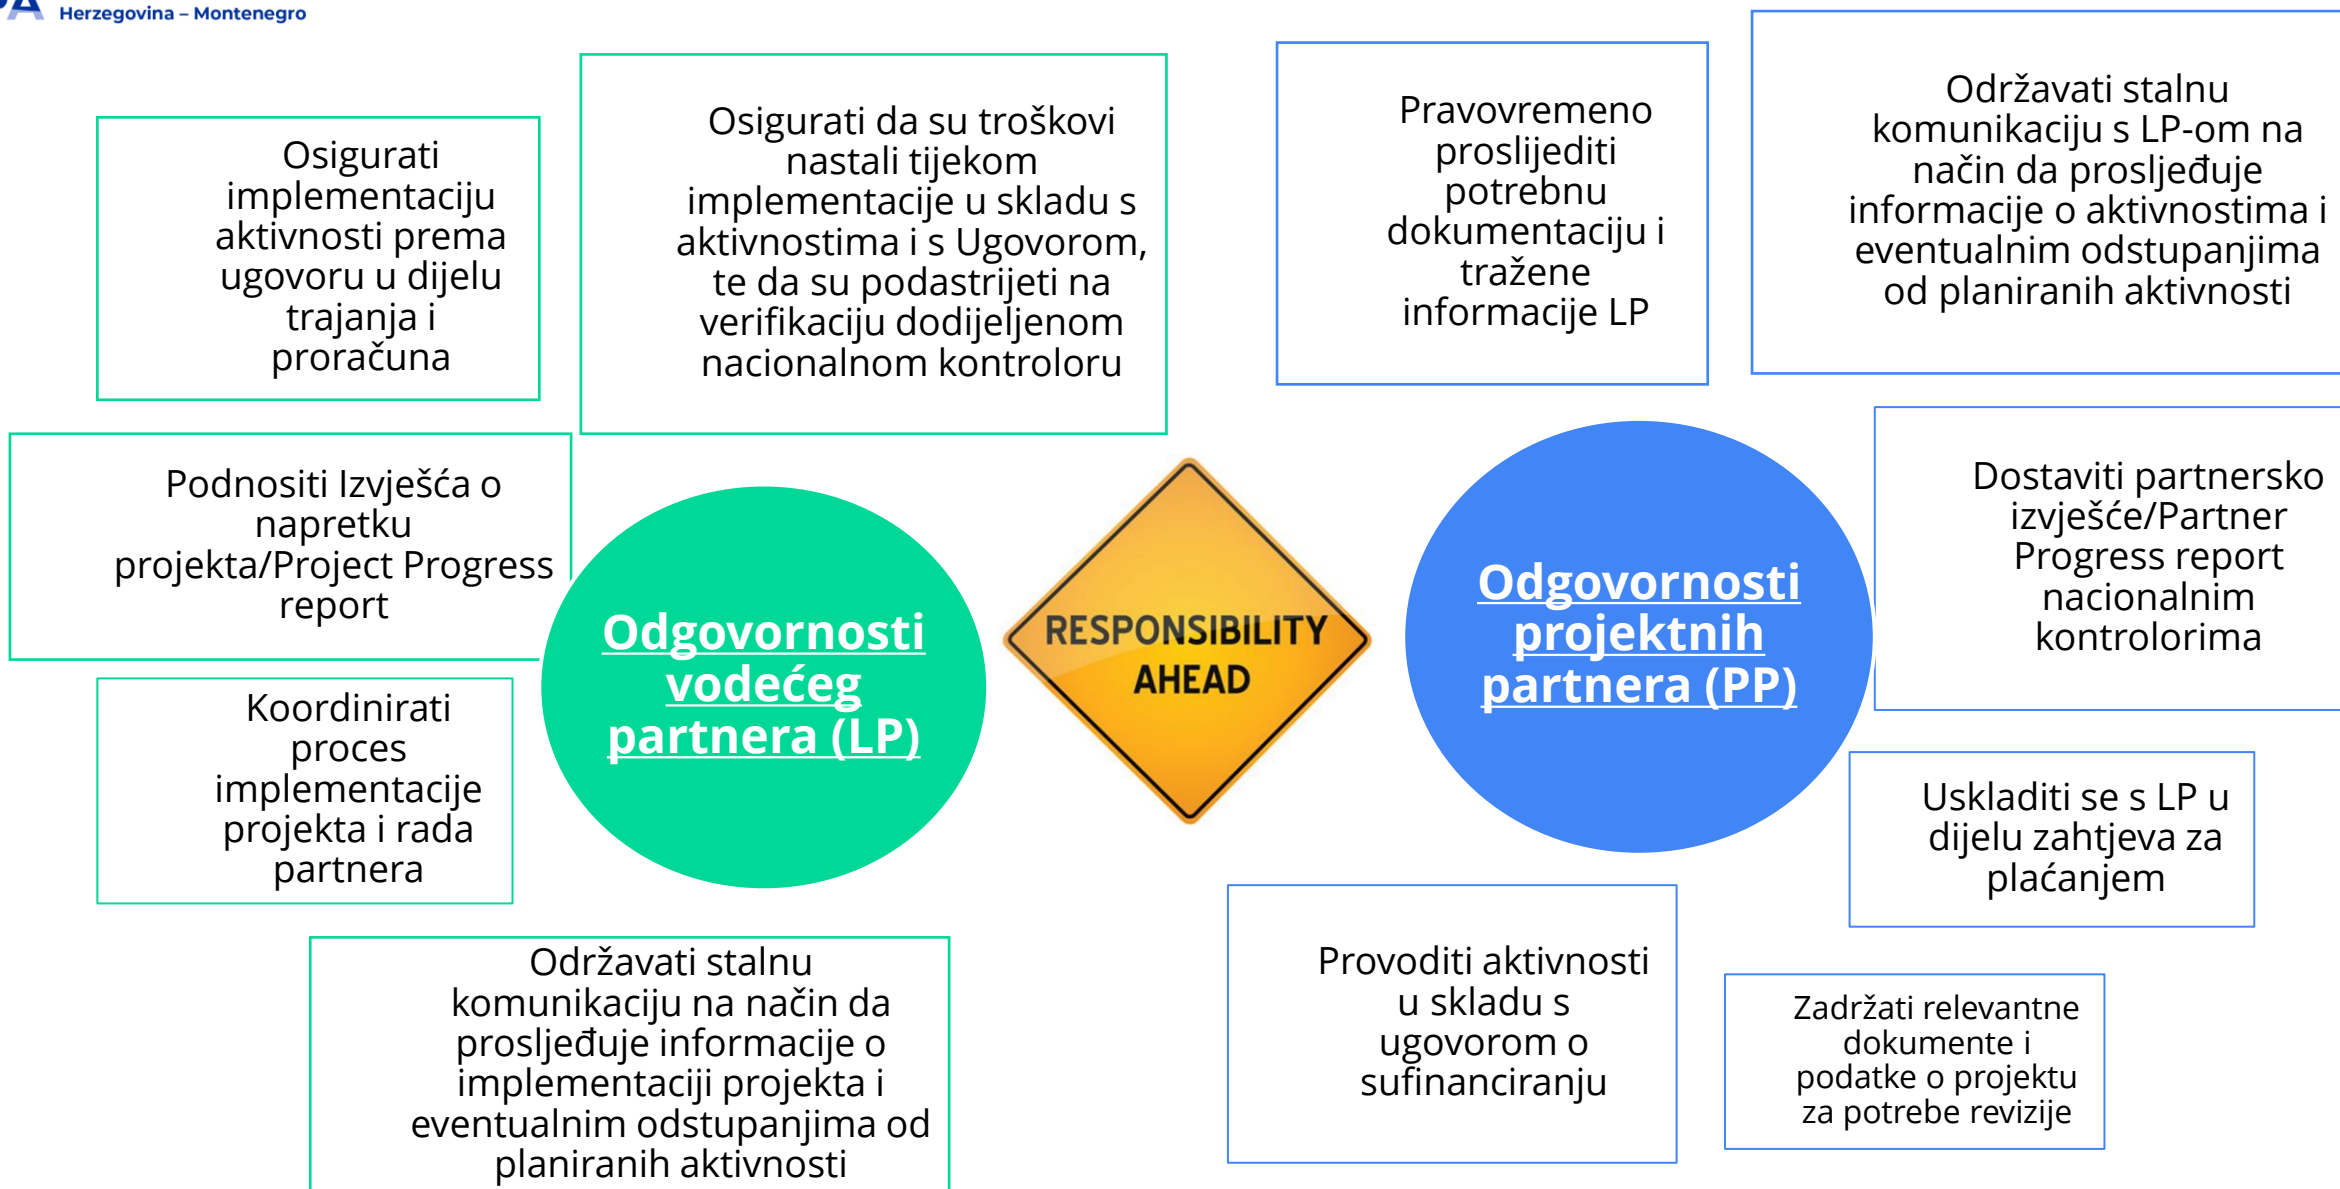 Herzegovina – Montenegro
Osigurati
implementaciju
aktivnosti prema
ugovoru u dijelu
trajanja i
proračuna
Osigurati da su troškovi
nastali tijekom
implementacije u skladu s
aktivnostima i s Ugovorom,
te da su podastrijeti na
verifikaciju dodijeljenom
nacionalnom kontroloru
Podnositi Izvješća o
napretku
projekta/Project Progress
report
Koordinirati
proces
implementacije
projekta i rada
partnera
Održavati stalnu
komunikaciju na način da
prosljeđuje informacije o
implementaciji projekta i
eventualnim odstupanjima od
planiranih aktivnosti
Odgovornosti
vodećeg
partnera (LP)
RESPONSIBILITY
AHEAD
Pravovremeno
proslijediti
potrebnu
dokumentaciju i
tražene
informacije LP
Održavati stalnu
komunikaciju s LP-om na
način da prosljeđuje
informacije o aktivnostima i
eventualnim odstupanjima
od planiranih aktivnosti
Odgovornosti
projektnih
partnera (PP)
Dostaviti partnersko
izvješće/Partner
Progress report
nacionalnim
kontrolorima
Uskladiti se s LP u
dijelu zahtjeva za
plaćanjem
Provoditi aktivnosti
u skladu s
ugovorom o
sufinanciranju
Zadržati relevantne
dokumente i
podatke o projektu
za potrebe revizije